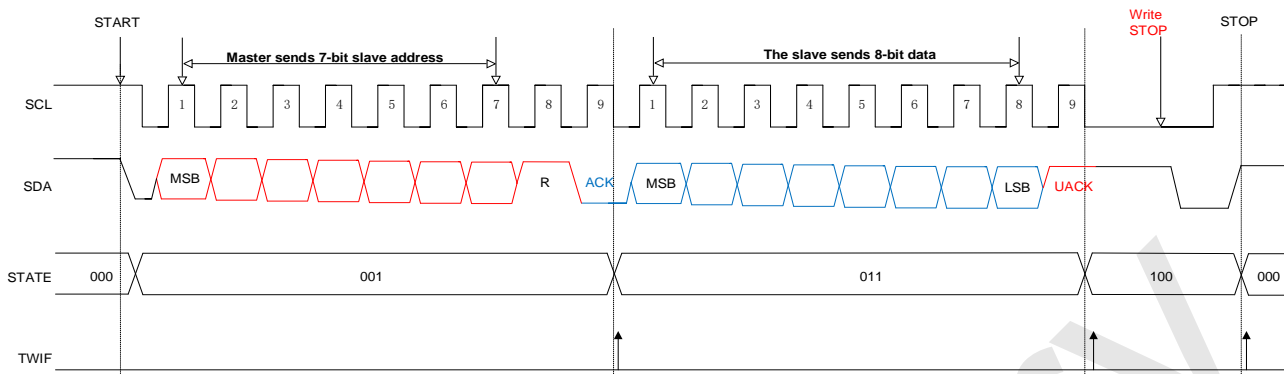 START
Write
STOP
STOP
Master sends 7-bit slave address
The slave sends 8-bit data
SCL
1 2 3 4 5 6 7 8 9 1 2 3 4 5 6 7 8 9
SDA
MSB R ACK MSB LSB UACK
STATE
000 001 011 100 000
TWIF